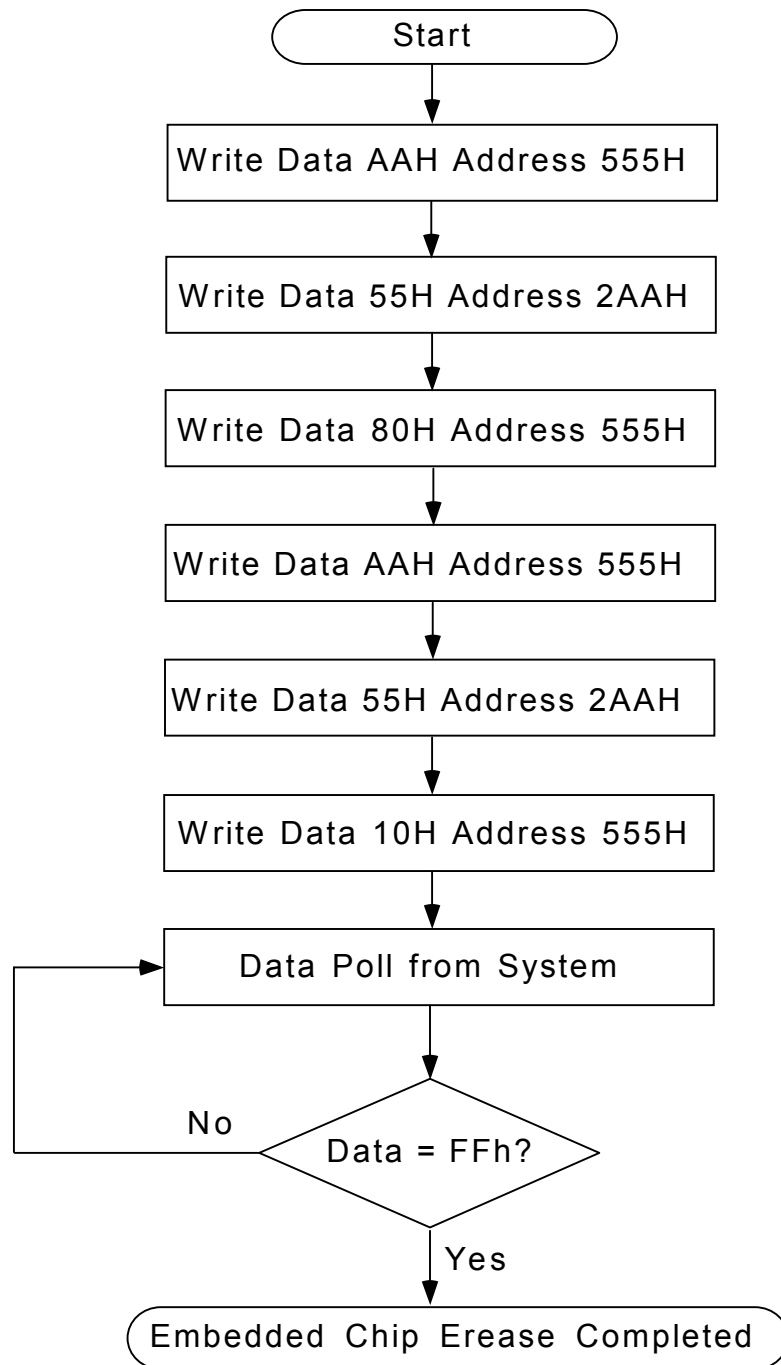 Start
Write Data AAH Address 555H
Write Data 55H Address 2AAH
Write Data 80H Address 555H
Write Data AAH Address 555H
Write Data 55H Address 2AAH
Write Data 10H Address 555H
Data Poll from System
No
Data = FFh?
Yes
Embedded Chip Erease Completed